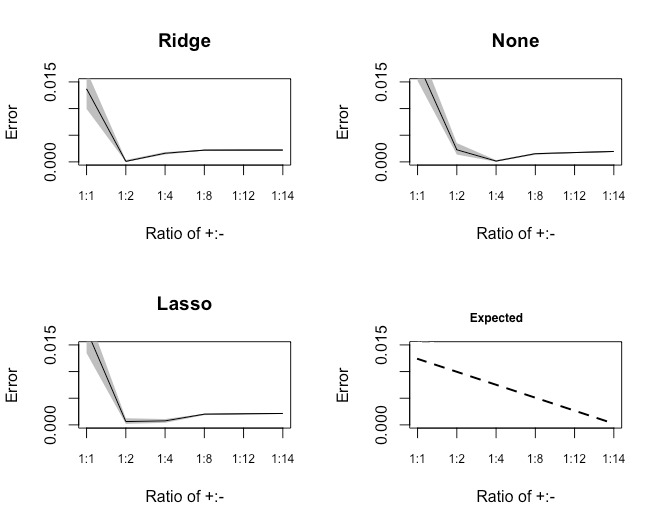 Ridge
Error
0.015
0.000
1:1 1:2 1:4 1:8 1:12 1:14
Ratio of +:-
None
Error
0.015
0.000
1:1 1:2 1:4 1:8 1:12 1:14
Ratio of +:-
Lasso
Error
0.015
0.000
1:1 1:2 1:4 1:8 1:12 1:14
Ratio of +:-
Expected
Error
0.015
0.000
1:1 1:2 1:4 1:8 1:12 1:14
Ratio of +:-